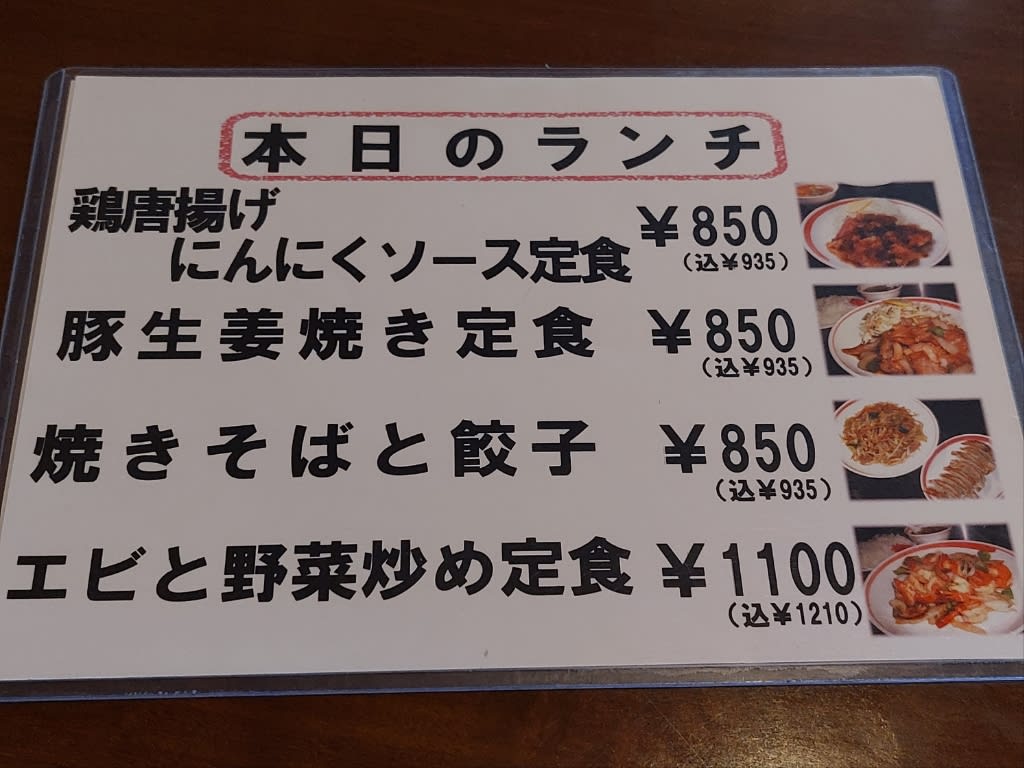 本日のランチ
鶏唐揚げ
にんにくソース定食 ￥850
(込￥935)
豚生姜焼き定食 ￥850
(込￥935)
焼きそばと餃子 ￥850
(込￥935)
エビと野菜炒め定食 ￥1100
(込￥1210)